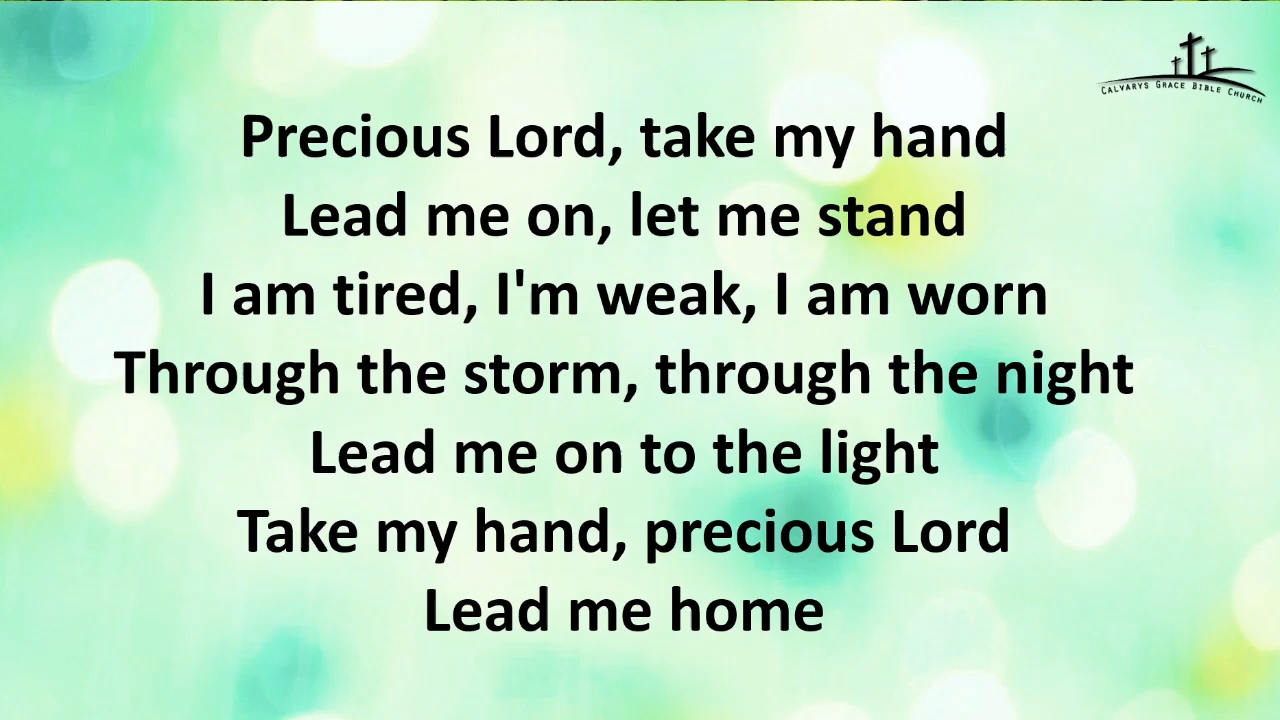 Calvarys Grace Bible Church
Precious Lord, take my hand
Lead me on, let me stand
I am tired, I'm weak, I am worn
Through the storm, through the night
Lead me on to the light
Take my hand, precious Lord
Lead me home